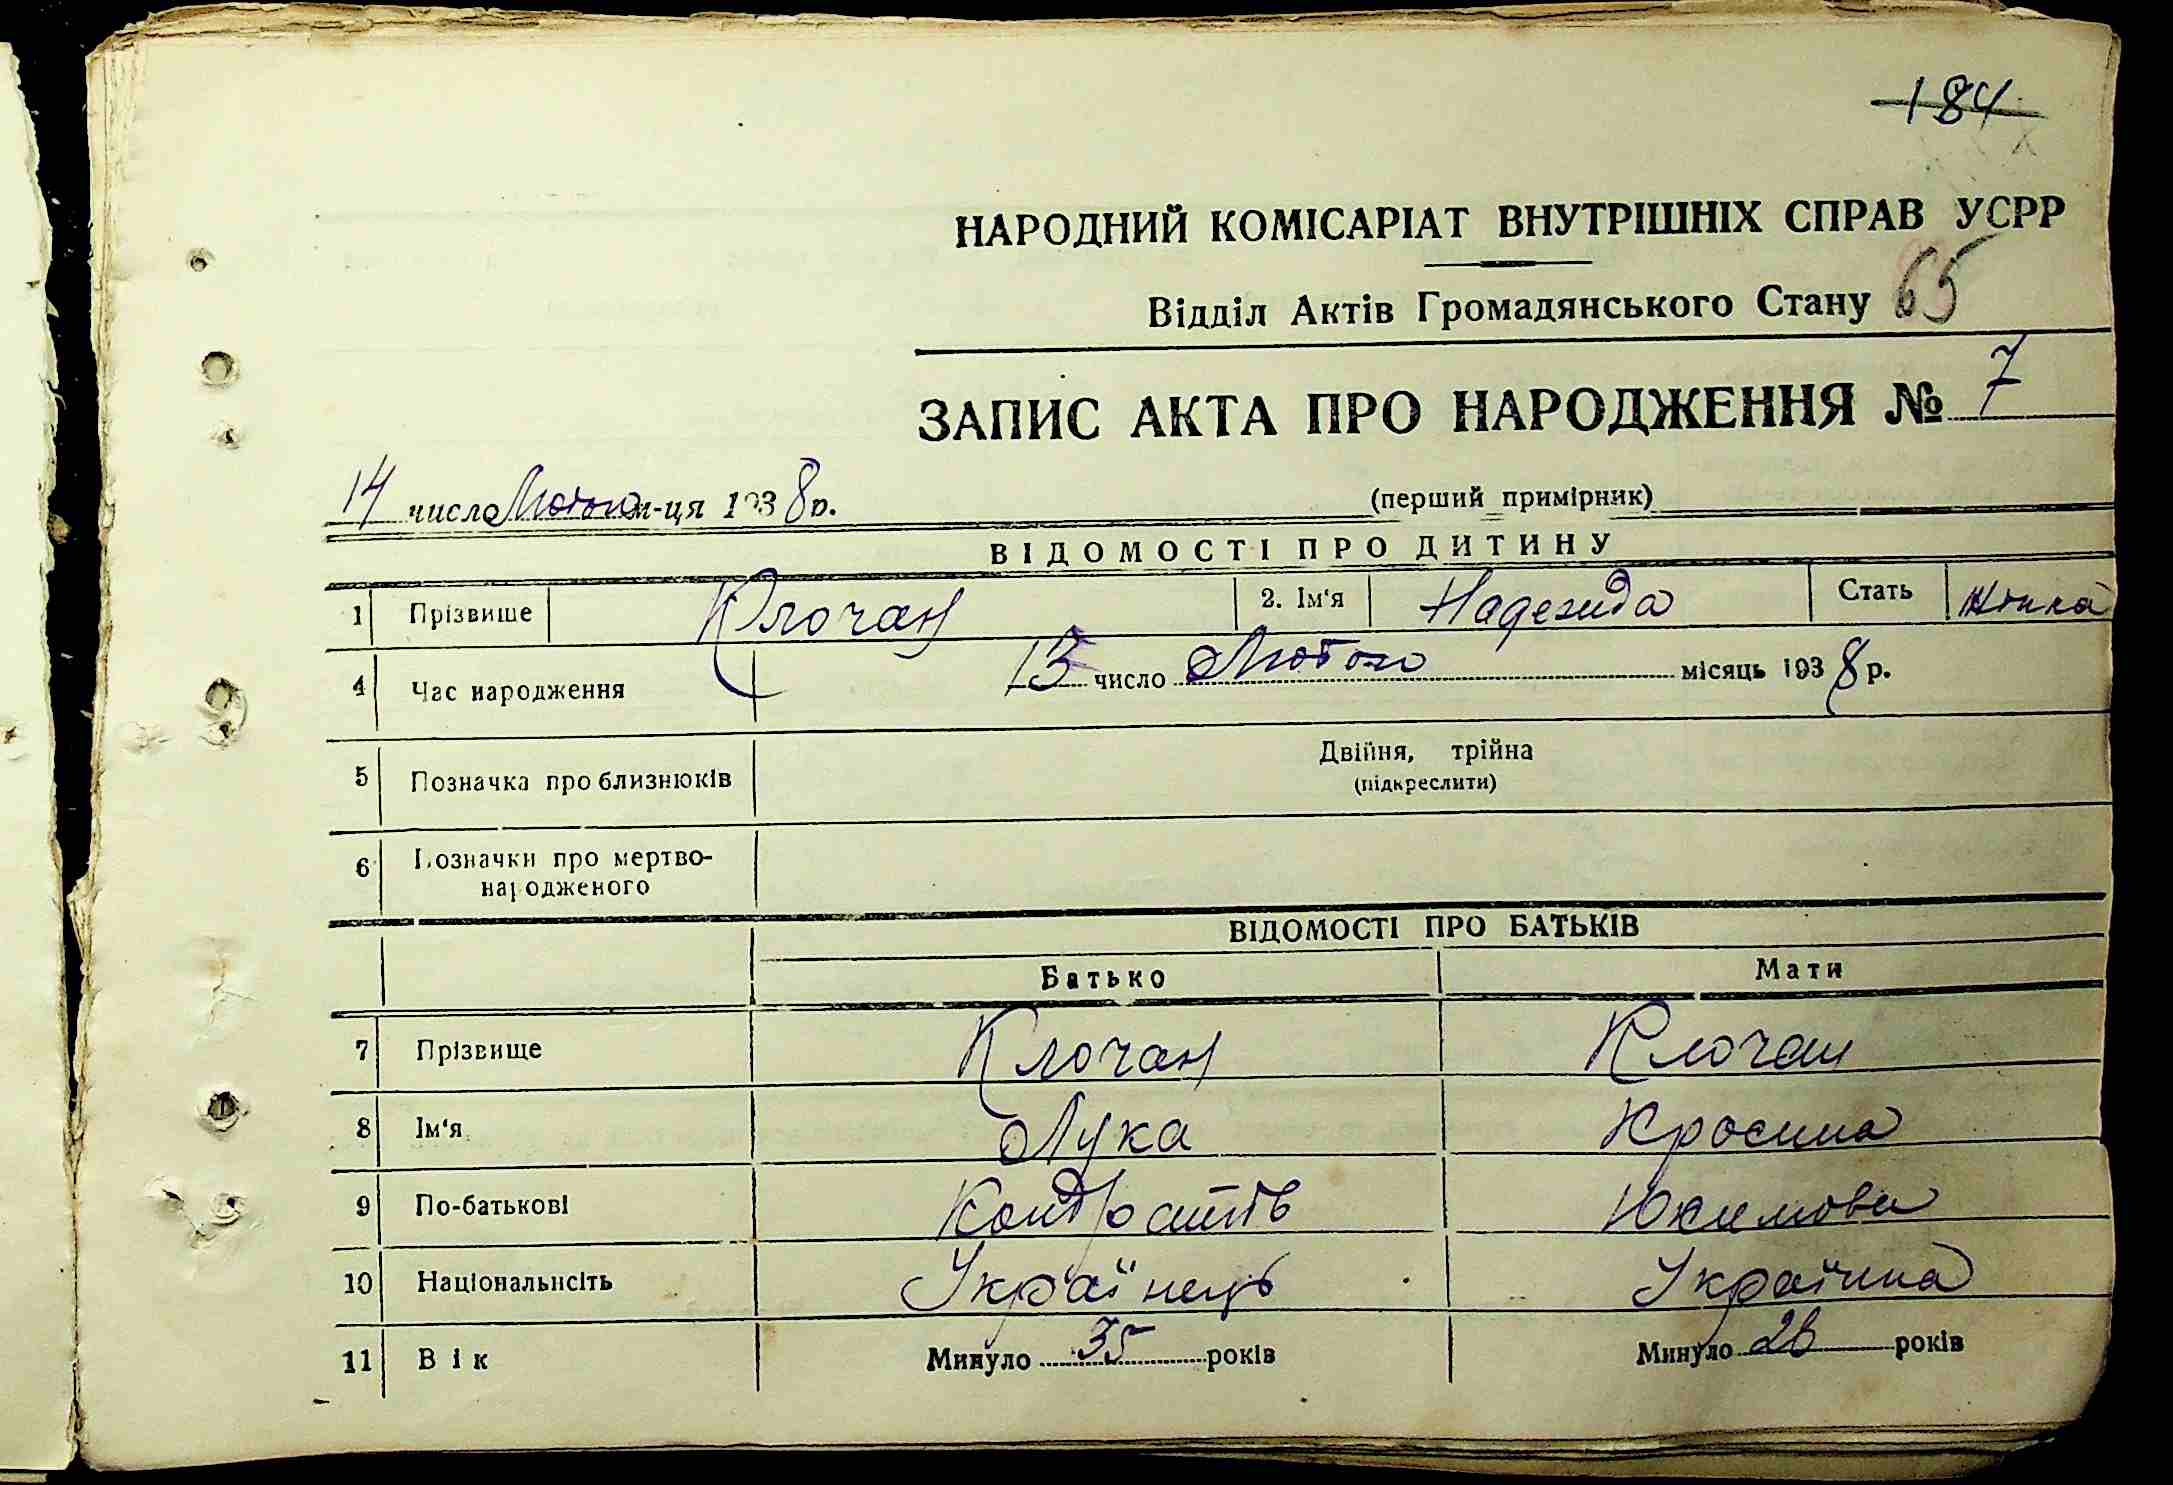 184
НАРОДНИЙ КОМІСАРІАТ ВНУТРІШНІХ СПРАВ УСРР
Відділ Актів Громадянського Стану 65
ЗАПИС АКТА ПРО НАРОДЖЕННЯ № 7
14 число Лютого м-ця 1938 р.
(перший примірник)
ВІДОМОСТІ ПРО ДИТИНУ
1 Прізвище Клочан 2. Ім‘я Надежда Стать жінка
4 Час народження 13 число Лютого місяць 1938 р.
5 Позначка про близнюків Двійня, трійна
(підкреслити)
6 Позначки про мертво-
народженого
ВІДОМОСТІ ПРО БАТЬКІВ
Батько Мати
7 Прізвище Клочан Клочан
8 Ім‘я Лука Кросина
9 По-батькові Кондратів Юхимова
10 Національнсіть Українець Українка
11 Вік Минуло 35 років Минуло 28 років